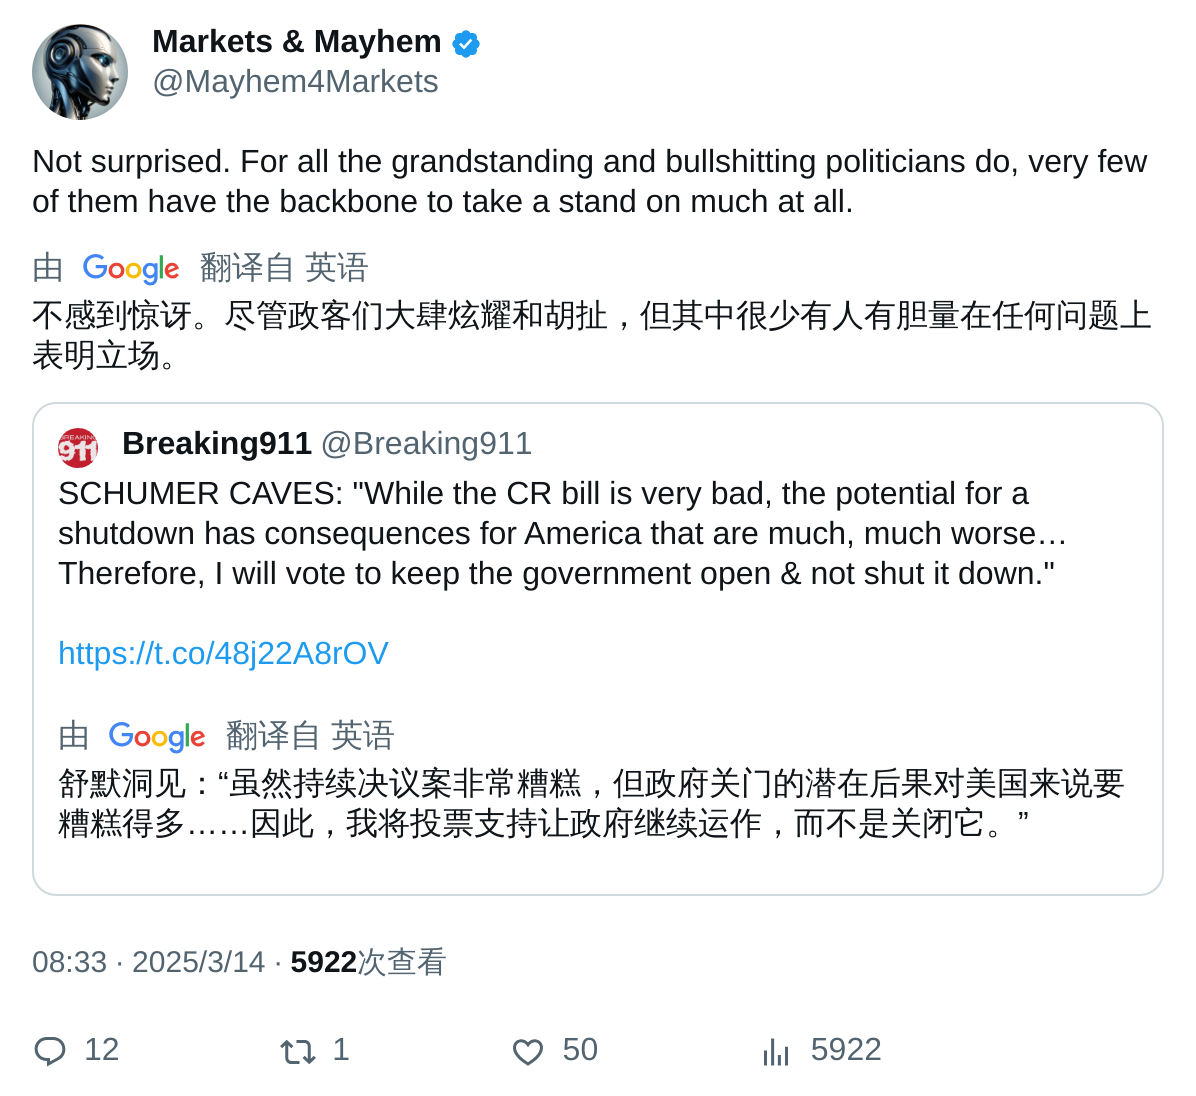 Markets & Mayhem
@Mayhem4Markets
Not surprised. For all the grandstanding and bullshitting politicians do, very few
of them have the backbone to take a stand on much at all.
由 Google 翻译自 英语
不感到惊讶。尽管政客们大肆炫耀和胡扯，但其中很少有人有胆量在任何问题上
表明立场。
BREAKING
911
Breaking911 @Breaking911
SCHUMER CAVES: "While the CR bill is very bad, the potential for a
shutdown has consequences for America that are much, much worse…
Therefore, I will vote to keep the government open & not shut it down."
https://t.co/48j22A8rOV
由 Google 翻译自 英语
舒默洞见：“虽然持续决议案非常糟糕，但政府关门的潜在后果对美国来说要
糟糕得多……因此，我将投票支持让政府继续运作，而不是关闭它。”
08:33 · 2025/3/14 · 5922次查看
12 1 50 5922